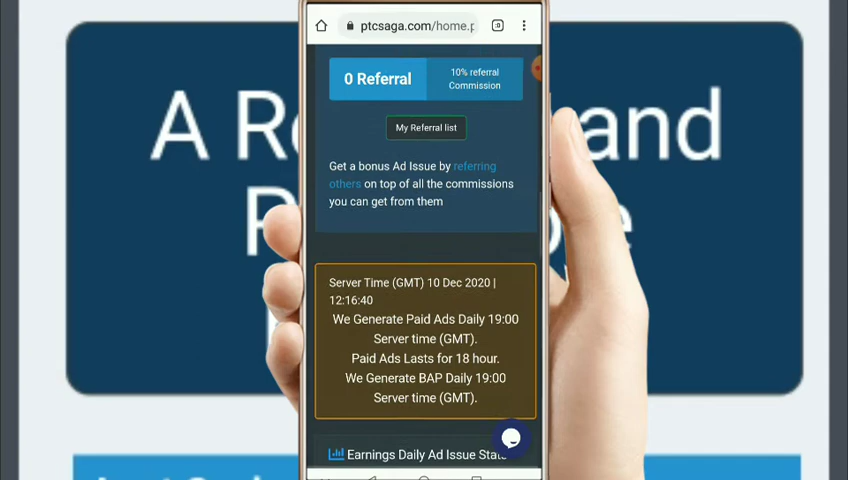 ptcsaga.com/home.p
0 Referral
10% referral
Commission
My Referral list
Get a bonus Ad Issue by referring
others on top of all the commissions
you can get from them
Server Time (GMT) 10 Dec 2020 |
12:16:40
We Generate Paid Ads Daily 19:00
Server time (GMT).
Paid Ads Lasts for 18 hour.
We Generate BAP Daily 19:00
Server time (GMT).
Earnings Daily Ad Issue Stats
A
and